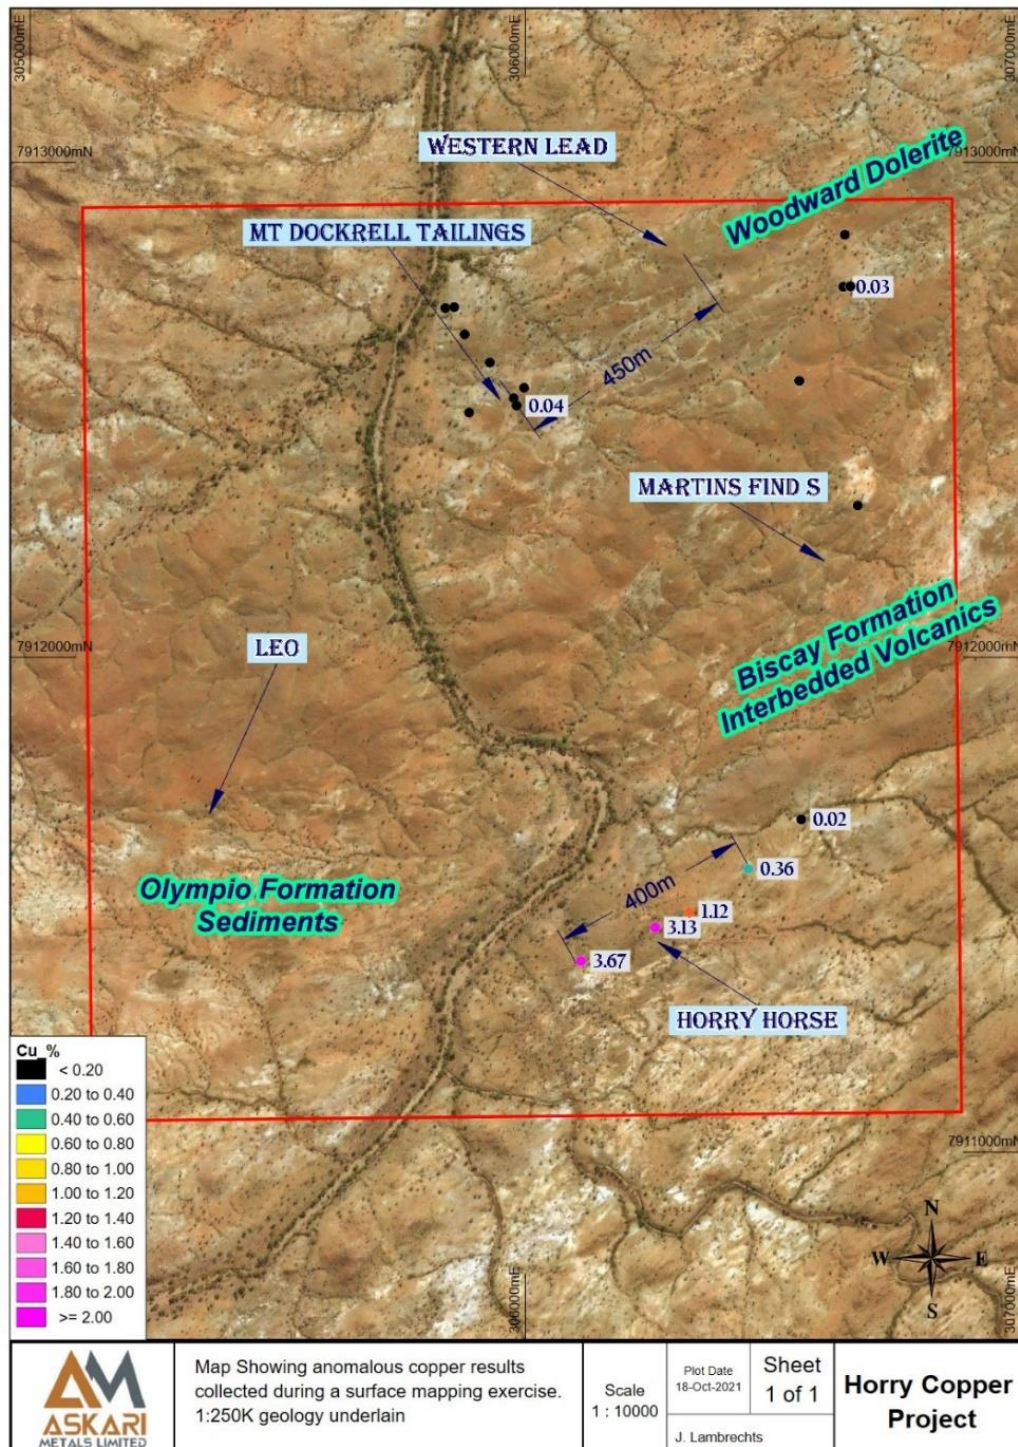 305000mE
306000mE
307000mE
7913000mN
7913000mN
WESTERN LEAD
Woodward Dolerite
MT DOCKRELL TAILINGS
0.03
450m
0.04
MARTINS FIND S
7912000mN
7912000mN
LEO
Biscay Formation
Interbedded Volcanics
0.02
0.36
400m
Olympio Formation
Sediments
1.12
3.13
3.67
HORRY HORSE
Cu_%
< 0.20
0.20 to 0.40
0.40 to 0.60
0.60 to 0.80
0.80 to 1.00
1.00 to 1.20
1.20 to 1.40
1.40 to 1.60
1.60 to 1.80
1.80 to 2.00
>= 2.00
7911000mN
N
W
E
S
306000mE
307000mE
AM
ASKARI
METALS LIMITED
Map Showing anomalous copper results
collected during a surface mapping exercise.
1:250K geology underlain
Scale
1 : 10000
Plot Date
18-Oct-2021
J. Lambrechts
Sheet
1 of 1
Horry Copper
Project